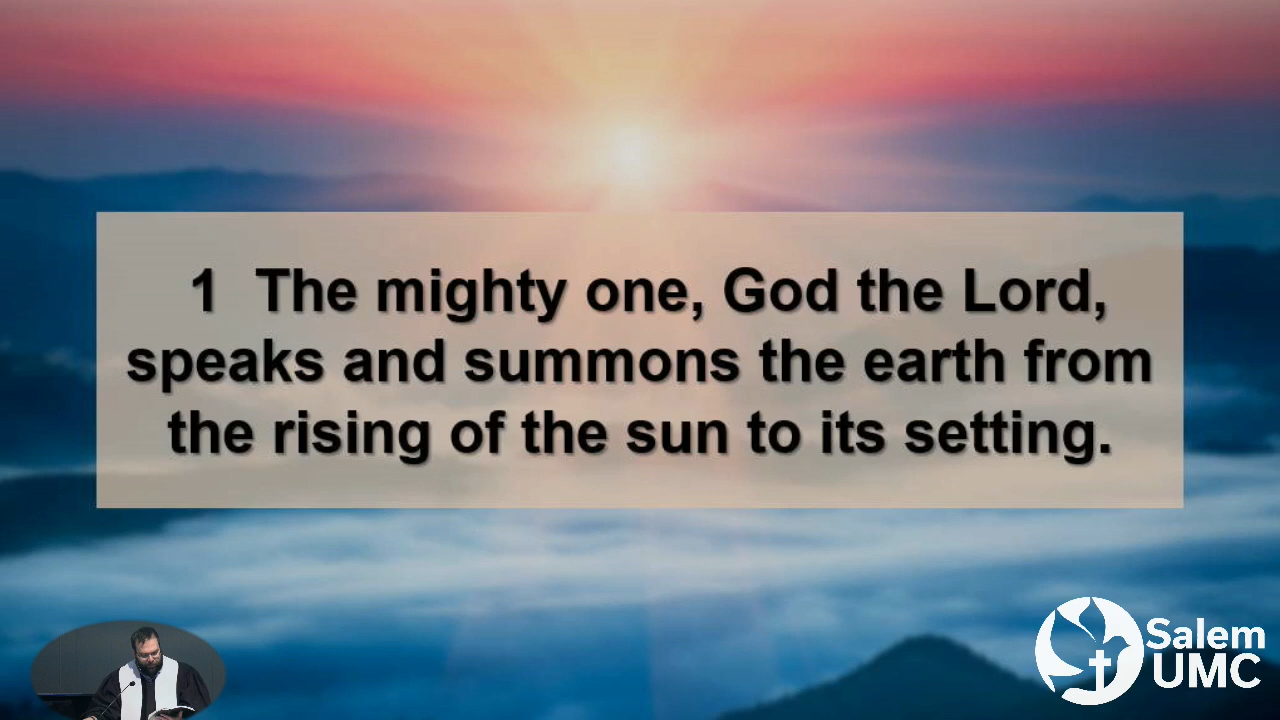 1 The mighty one, God the Lord,
speaks and summons the earth from
the rising of the sun to its setting.
Salem
UMC